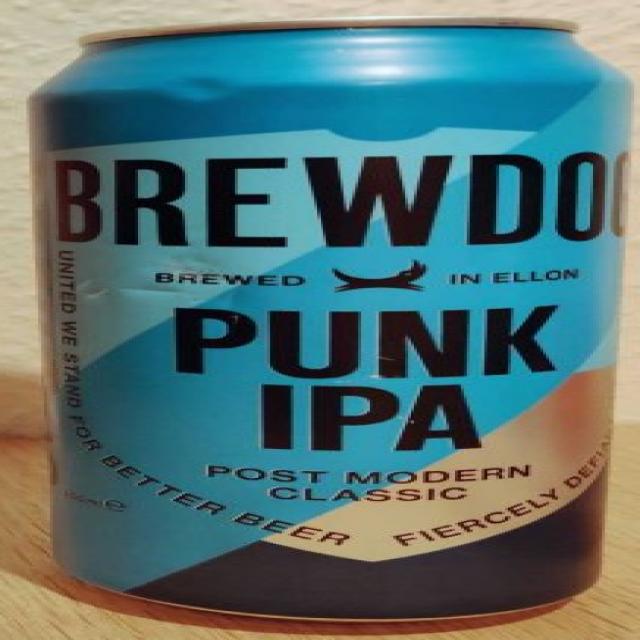 BREWDO
BREWED IN ELLON
PUNK
IPA
POST MODERN
CLASSIC
UNITED WE STAND FOR BETTER BEER
FIERCELY